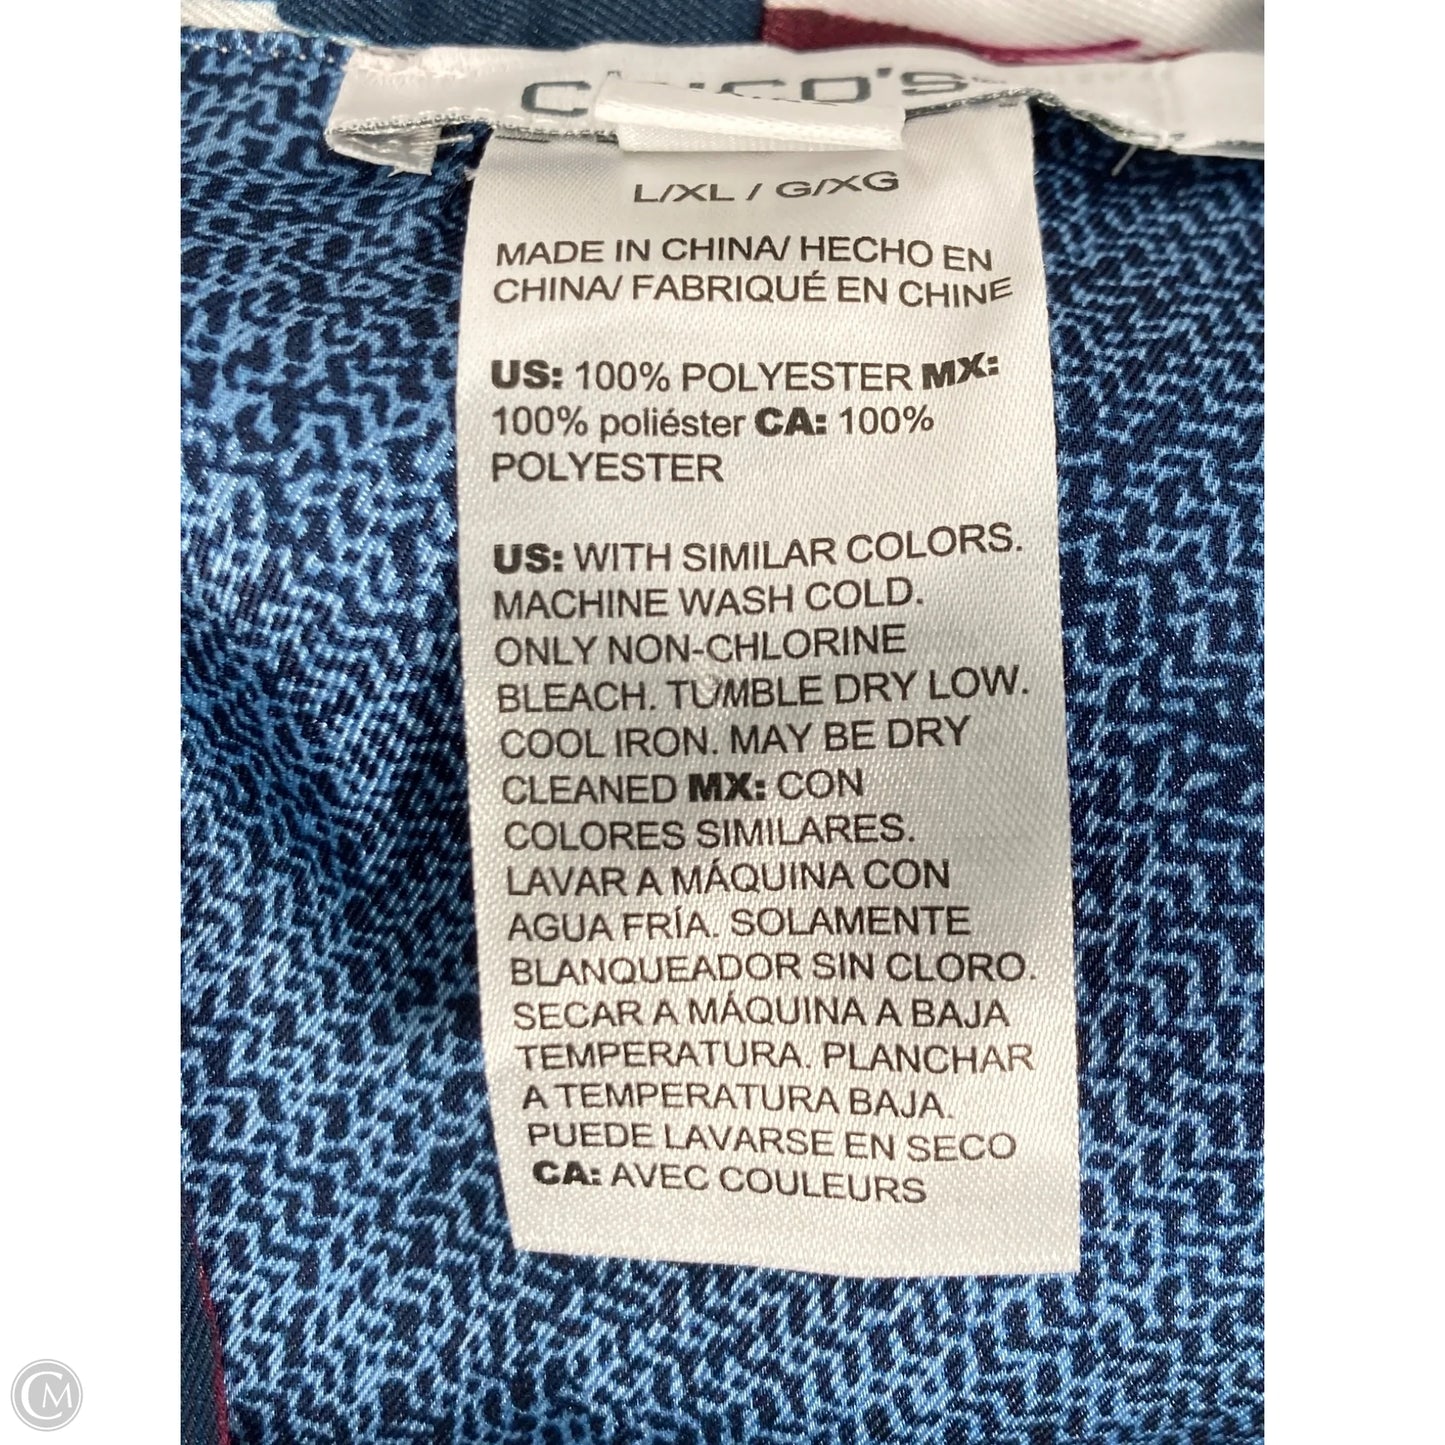 L/XL / G/XG
MADE IN CHINA/ HECHO EN
CHINA/ FABRIQUÉ EN CHINE
US: 100% POLYESTER MX:
100% poliéster CA: 100%
POLYESTER
US: WITH SIMILAR COLORS.
MACHINE WASH COLD.
ONLY NON-CHLORINE
BLEACH. TUMBLE DRY LOW.
COOL IRON. MAY BE DRY
CLEANED MX: CON
COLORES SIMILARES.
LAVAR A MÁQUINA CON
AGUA FRÍA. SOLAMENTE
BLANQUEADOR SIN CLORO.
SECAR A MÁQUINA A BAJA
TEMPERATURA. PLANCHAR
A TEMPERATURA BAJA.
PUEDE LAVARSE EN SECO
CA: AVEC COULEURS
CM